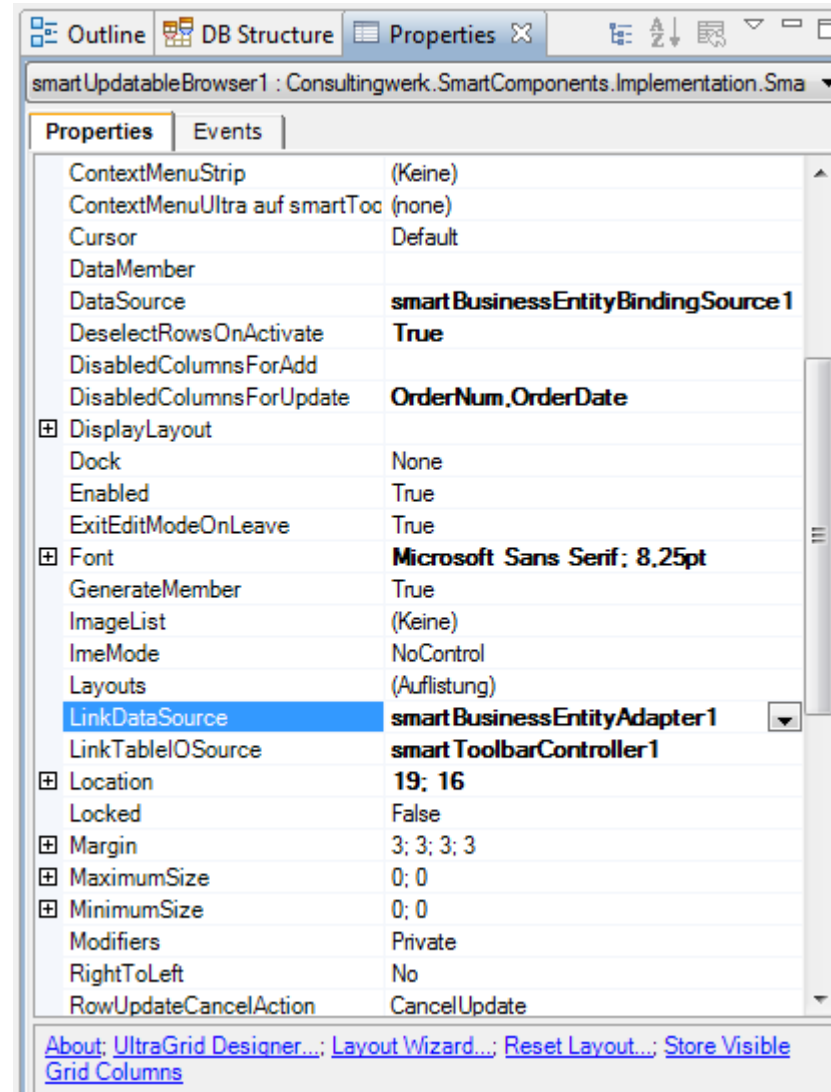 Outline DB Structure Properties
smartUpdatableBrowser1 : Consultingwerk.SmartComponents.Implementation.Sma
Properties Events
ContextMenuStrip (Keine)
ContextMenuUltra auf smartToo (none)
Cursor Default
DataMember
DataSource smartBusinessEntityBindingSource1
DeselectRowsOnActivate True
DisabledColumnsForAdd
DisabledColumnsForUpdate OrderNum,OrderDate
DisplayLayout
Dock None
Enabled True
ExitEditModeOnLeave True
Font Microsoft Sans Serif; 8,25pt
GenerateMember True
ImageList (Keine)
ImeMode NoControl
Layouts (Auflistung)
LinkDataSource smartBusinessEntityAdapter1
LinkTableIOSource smartToolbarController1
Location 19; 16
Locked False
Margin 3; 3; 3; 3
MaximumSize 0; 0
MinimumSize 0; 0
Modifiers Private
RightToLeft No
RowUpdateCancelAction CancelUpdate
About; UltraGrid Designer...; Layout Wizard...; Reset Layout...; Store Visible
Grid Columns